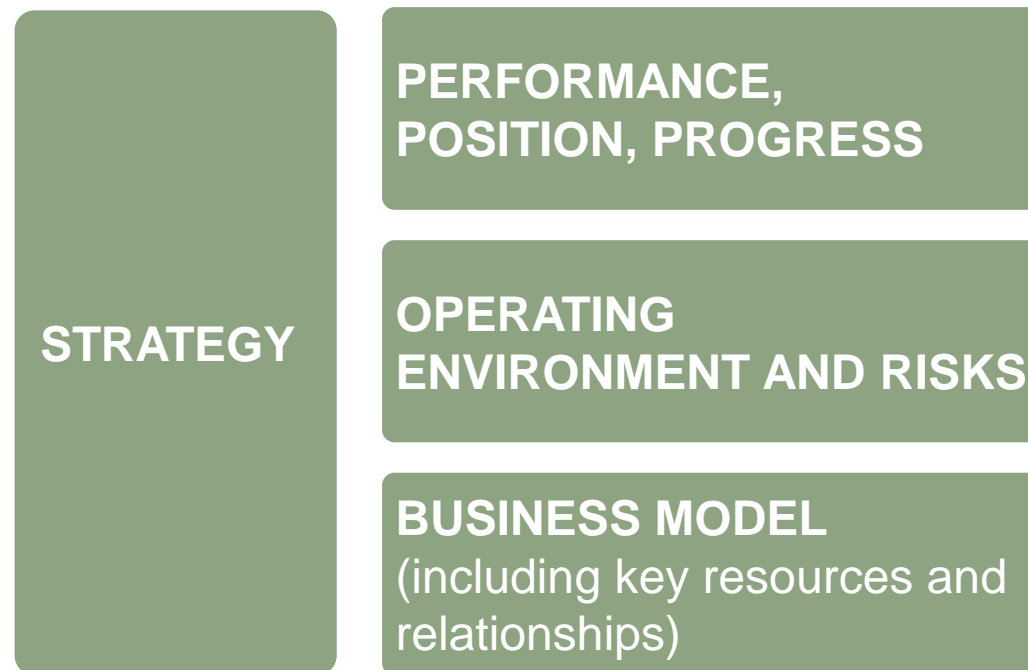 STRATEGY
PERFORMANCE,
POSITION, PROGRESS
OPERATING
ENVIRONMENT AND RISKS
BUSINESS MODEL
(including key resources and
relationships)